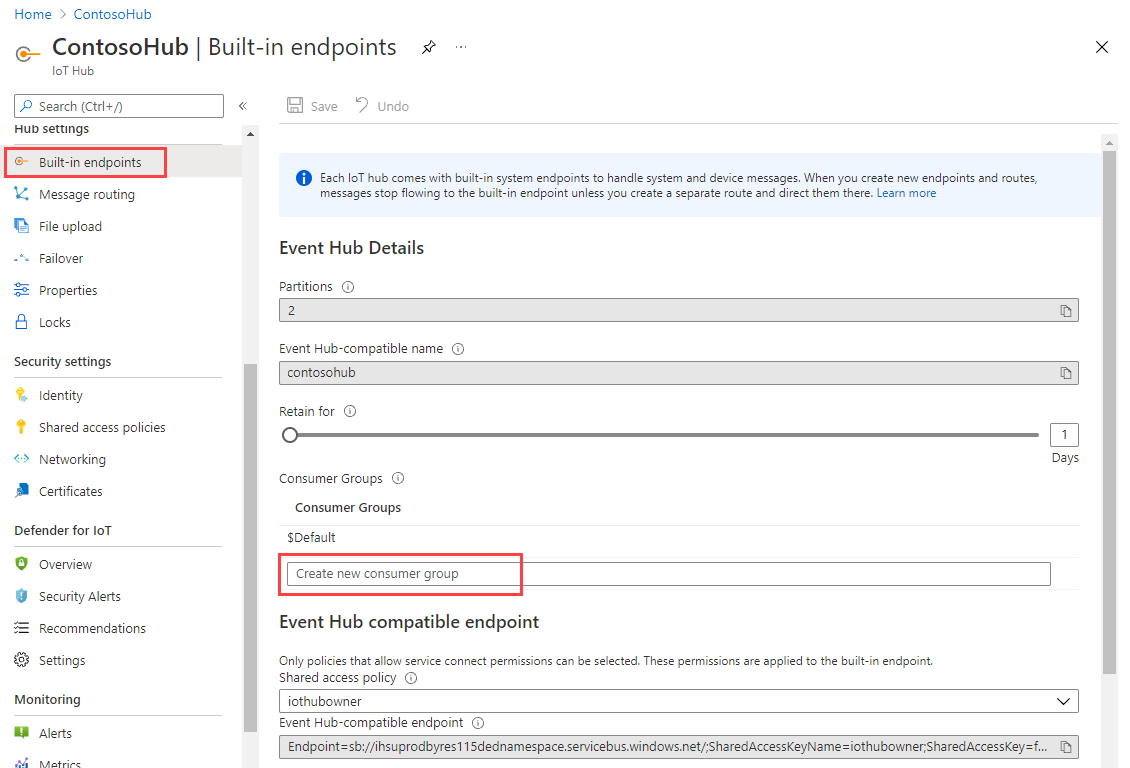 Home > ContosoHub
ContosoHub | Built-in endpoints
IoT Hub
Search (Ctrl+/)
Hub settings
Built-in endpoints
Message routing
File upload
Failover
Properties
Locks
Security settings
Identity
Shared access policies
Networking
Certificates
Defender for IoT
Overview
Security Alerts
Recommendations
Settings
Monitoring
Alerts
Metrics
Save
Undo
Each IoT hub comes with built-in system endpoints to handle system and device messages. When you create new endpoints and routes,
messages stop flowing to the built-in endpoint unless you create a separate route and direct them there. Learn more
Event Hub Details
Partitions
2
Event Hub-compatible name
contosohub
Retain for
1
Days
Consumer Groups
Consumer Groups
$Default
Create new consumer group
Event Hub compatible endpoint
Only policies that allow service connect permissions can be selected. These permissions are applied to the built-in endpoint.
Shared access policy
iothubowner
Event Hub-compatible endpoint
Endpoint=sb://ihsuprodbyres115dednamespace.servicebus.windows.net/;SharedAccessKeyName=iothubowner;SharedAccessKey=f...